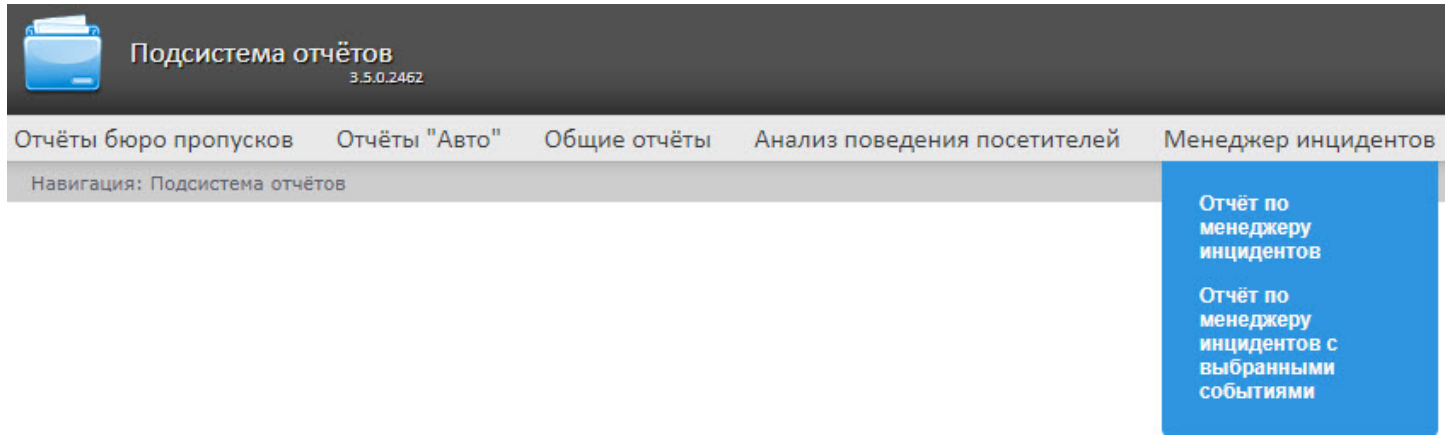 Подсистема отчётов
3.5.0.2462
Отчёты бюро пропусков Отчёты "Авто" Общие отчёты Анализ поведения посетителей Менеджер инцидентов
Навигация: Подсистема отчётов
Отчёт по
менеджеру
инцидентов
Отчёт по
менеджеру
инцидентов с
выбранными
событиями